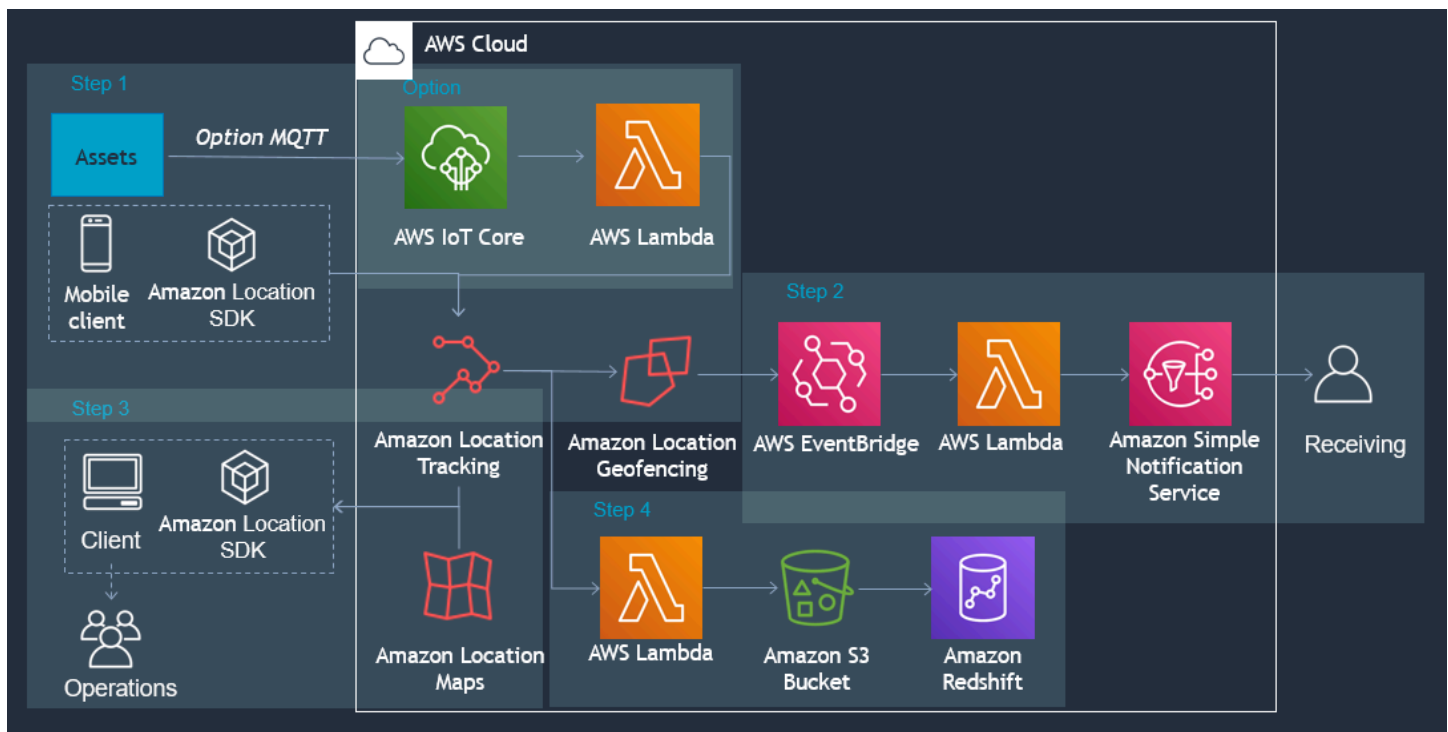 AWS Cloud
Step 1
Option
Assets
Option MQTT
AWS IoT Core
AWS Lambda
Mobile
client
Amazon Location
SDK
Step 2
AWS EventBridge
AWS Lambda
Amazon Simple
Notification
Service
Receiving
Amazon Location
Tracking
Amazon Location
Geofencing
Step 3
Client
Amazon Location
SDK
Operations
Amazon Location
Maps
Step 4
AWS Lambda
Amazon S3
Bucket
Amazon
Redshift